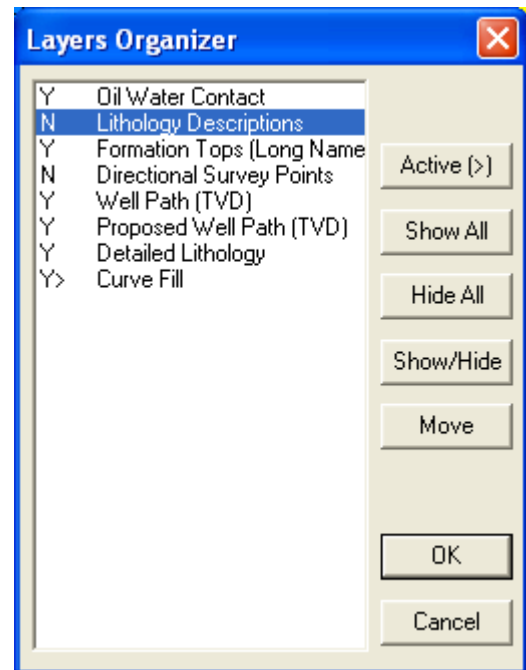 Layers Organizer
Y Oil Water Contact
N Lithology Descriptions
Y Formation Tops (Long Name
N Directional Survey Points
Y Well Path (TVD)
Y Proposed Well Path (TVD)
Y Detailed Lithology
Y> Curve Fill
Active (>)
Show All
Hide All
Show/Hide
Move
OK
Cancel